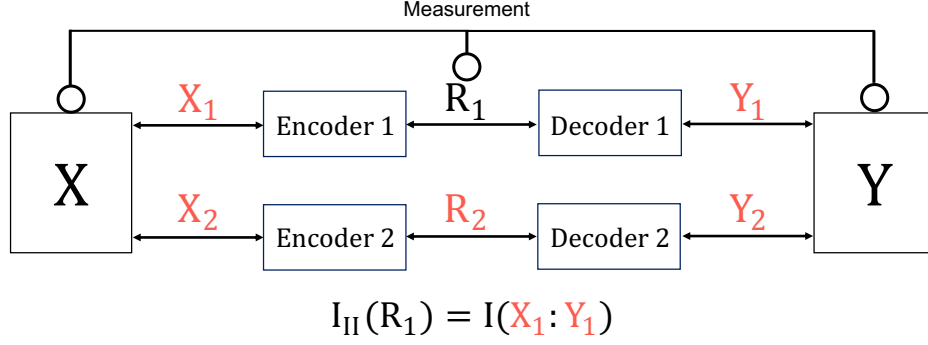 Measurement
X₁ Encoder 1 R₁ Decoder 1 Y₁
X Y
X₂ Encoder 2 R₂ Decoder 2 Y₂
I_II(R₁) = I(X₁: Y₁)